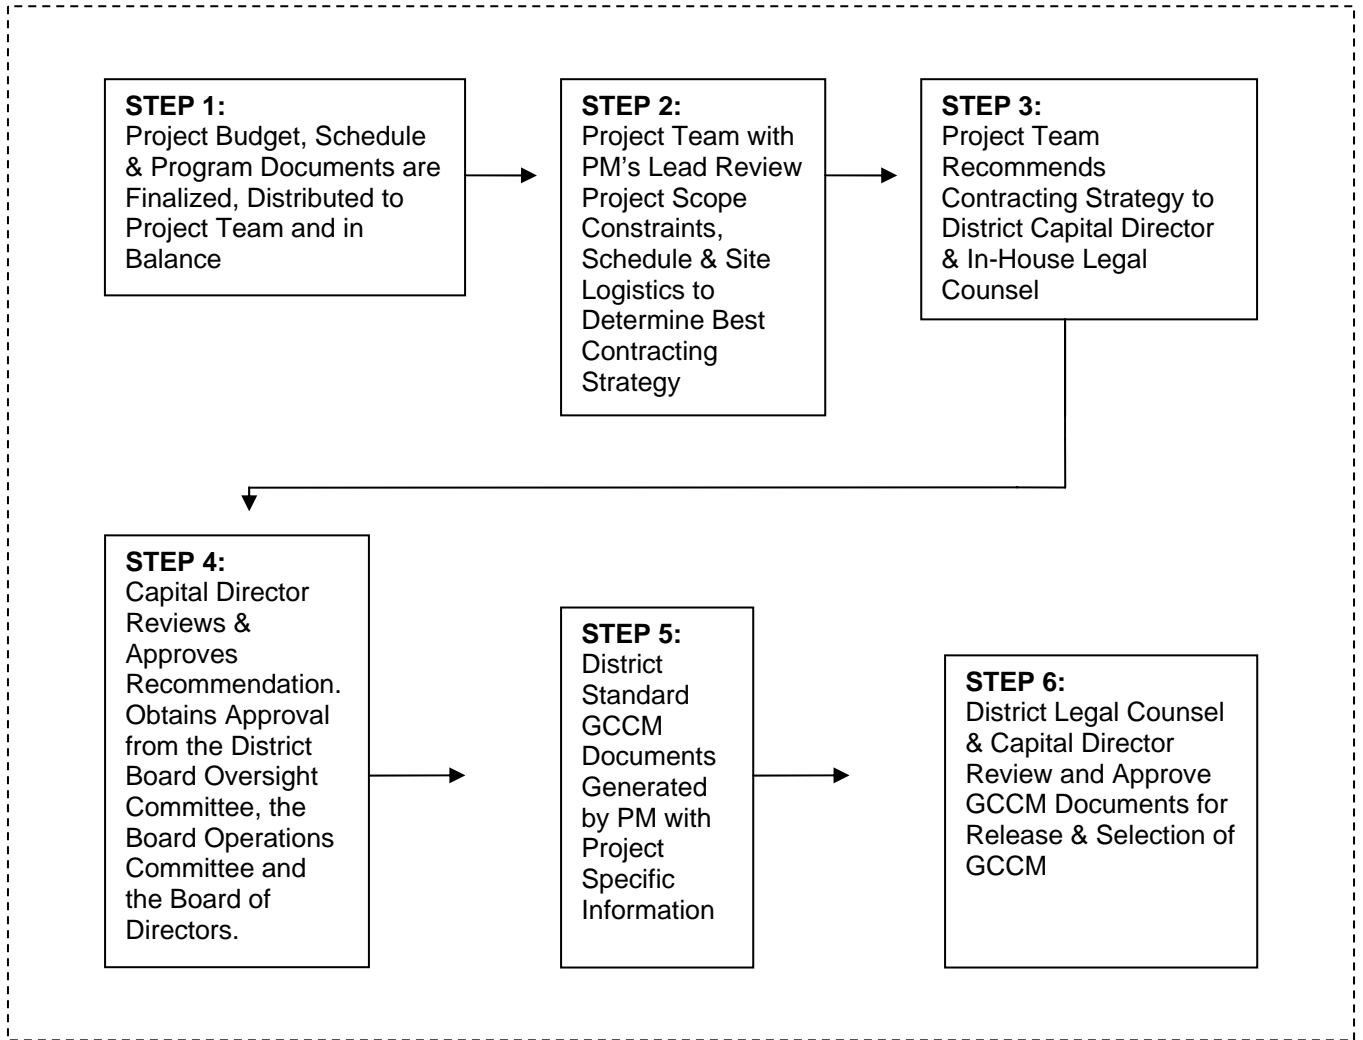 STEP 1:
Project Budget, Schedule
& Program Documents are
Finalized, Distributed to
Project Team and in
Balance
STEP 2:
Project Team with
PM’s Lead Review
Project Scope
Constraints,
Schedule & Site
Logistics to
Determine Best
Contracting
Strategy
STEP 3:
Project Team
Recommends
Contracting Strategy to
District Capital Director
& In-House Legal
Counsel
STEP 4:
Capital Director
Reviews &
Approves
Recommendation.
Obtains Approval
from the District
Board Oversight
Committee, the
Board Operations
Committee and
the Board of
Directors.
STEP 5:
District
Standard
GCCM
Documents
Generated
by PM with
Project
Specific
Information
STEP 6:
District Legal Counsel
& Capital Director
Review and Approve
GCCM Documents for
Release & Selection of
GCCM